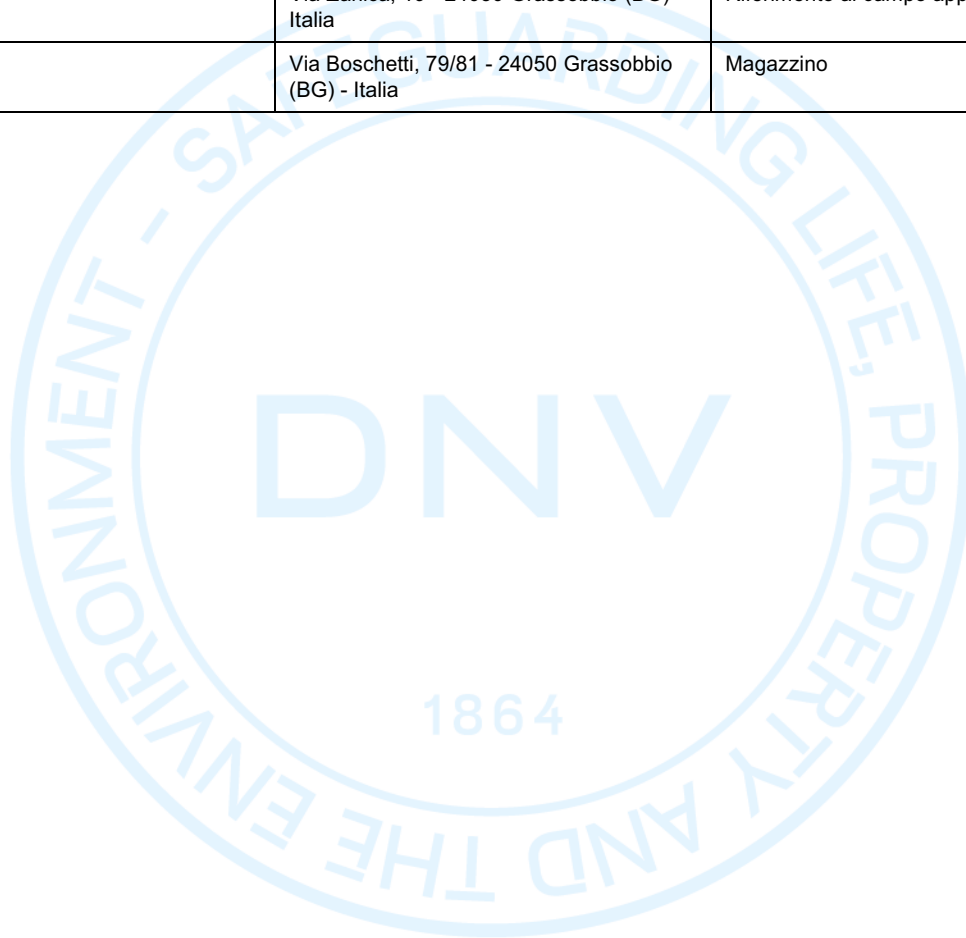 Italia
Via Boschetti, 79/81 - 24050 Grassobbio
(BG) - Italia
Magazzino
SAFEGUARDING LIFE, PROPERTY AND THE ENVIRONMENT -
DNV
1864